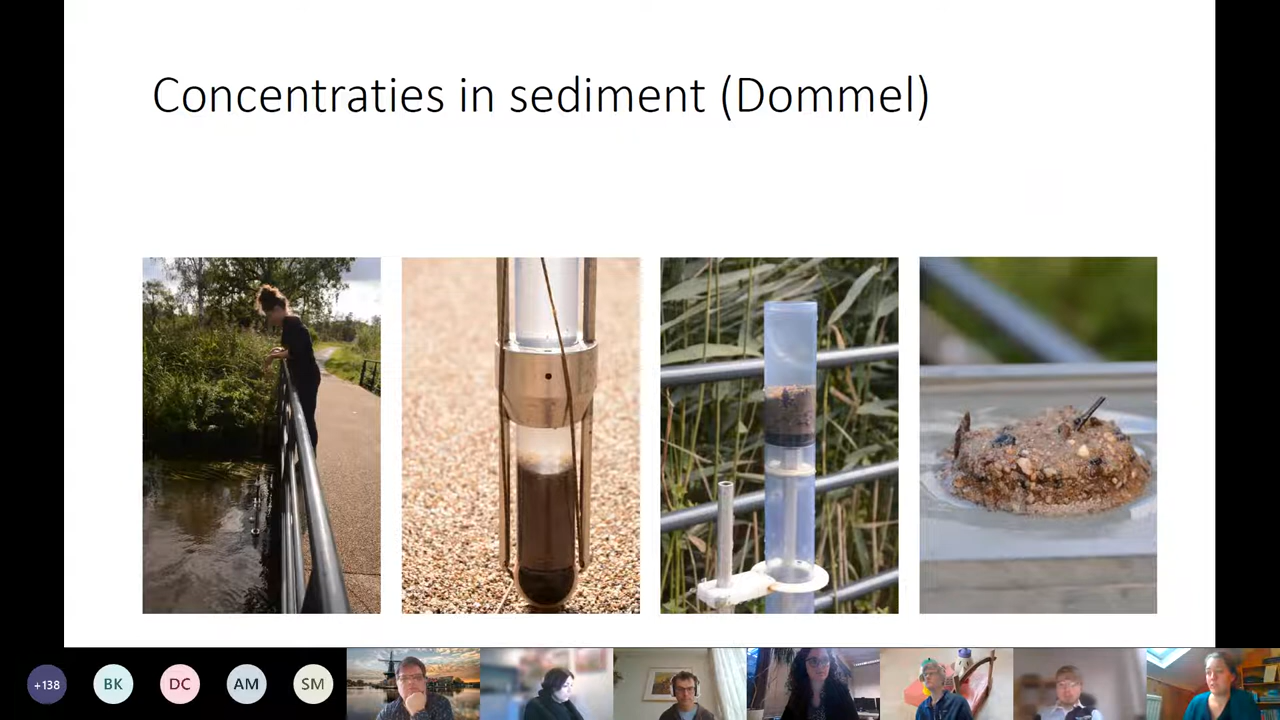 Concentraties in sediment (Dommel)
+138
BK
DC
AM
SM